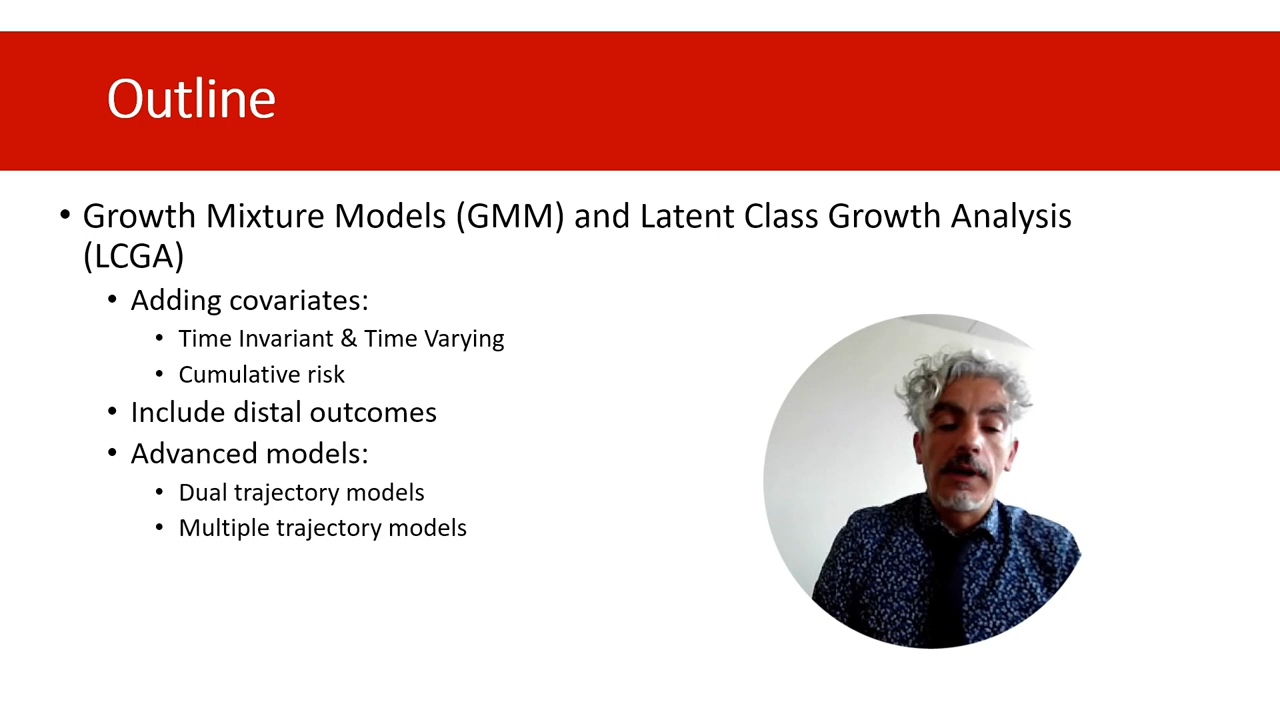 Outline
• Growth Mixture Models (GMM) and Latent Class Growth Analysis
(LCGA)
• Adding covariates:
• Time Invariant & Time Varying
• Cumulative risk
• Include distal outcomes
• Advanced models:
• Dual trajectory models
• Multiple trajectory models